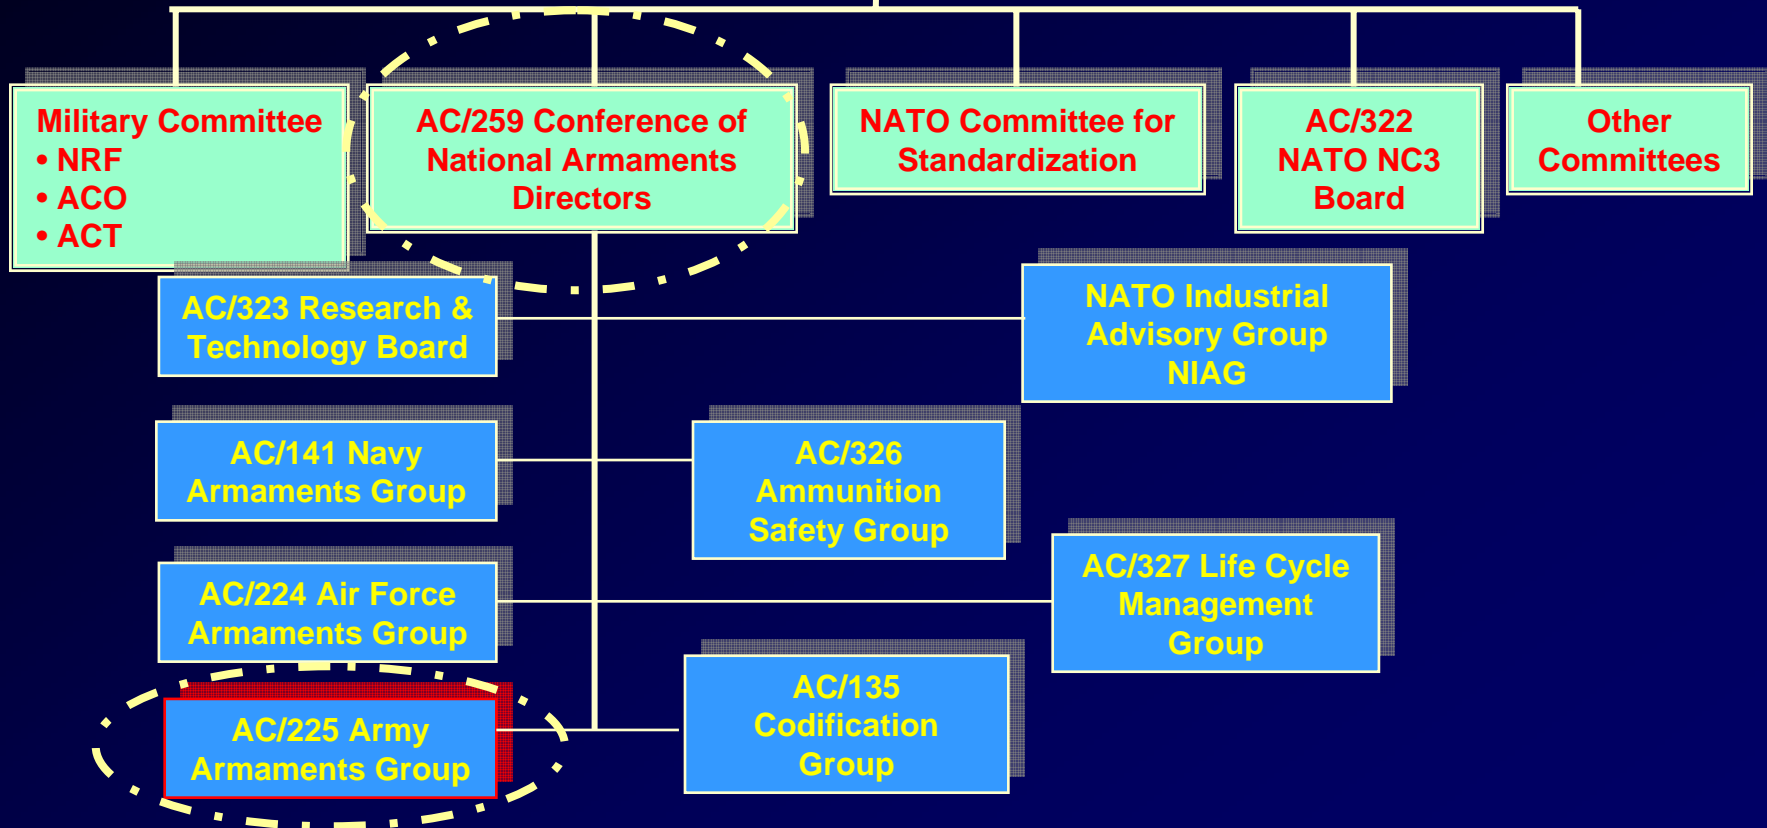 Military Committee
• NRF
• ACO
• ACT
AC/259 Conference of
National Armaments
Directors
NATO Committee for
Standardization
AC/322
NATO NC3
Board
Other
Committees
AC/323 Research &
Technology Board
NATO Industrial
Advisory Group
NIAG
AC/141 Navy
Armaments Group
AC/326
Ammunition
Safety Group
AC/224 Air Force
Armaments Group
AC/327 Life Cycle
Management
Group
AC/225 Army
Armaments Group
AC/135
Codification
Group